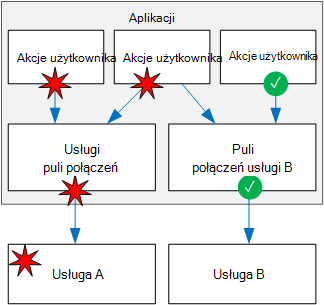 Aplikacji
Akcje użytkownika
Akcje użytkownika
Akcje użytkownika
Usługi
puli połączeń
Puli
połączeń usługi B
Usługa A
Usługa B